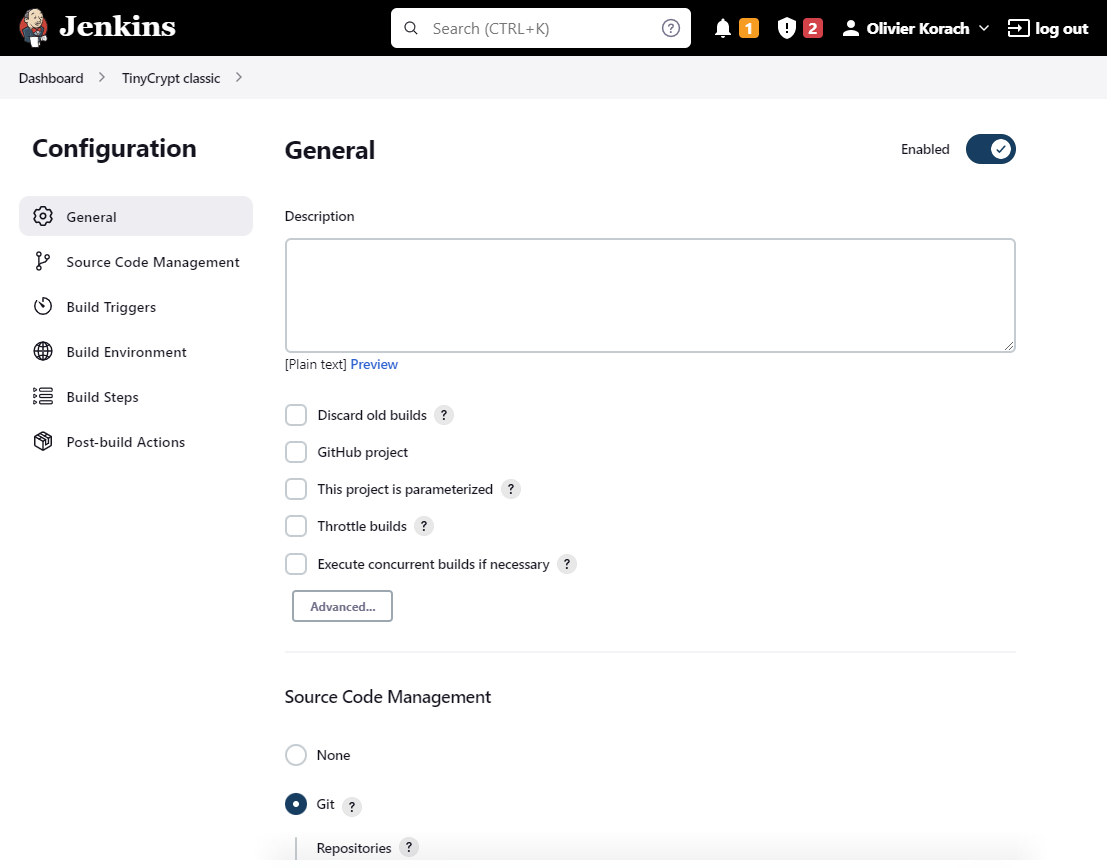 Jenkins
Search (CTRL+K)
?
1
2
Olivier Korach
log out
Dashboard
TinyCrypt classic
Configuration
General
Source Code Management
Build Triggers
Build Environment
Build Steps
Post-build Actions
General
Enabled
Description
[Plain text] Preview
Discard old builds ?
GitHub project
This project is parameterized ?
Throttle builds ?
Execute concurrent builds if necessary ?
Advanced...
Source Code Management
None
Git ?
Repositories ?